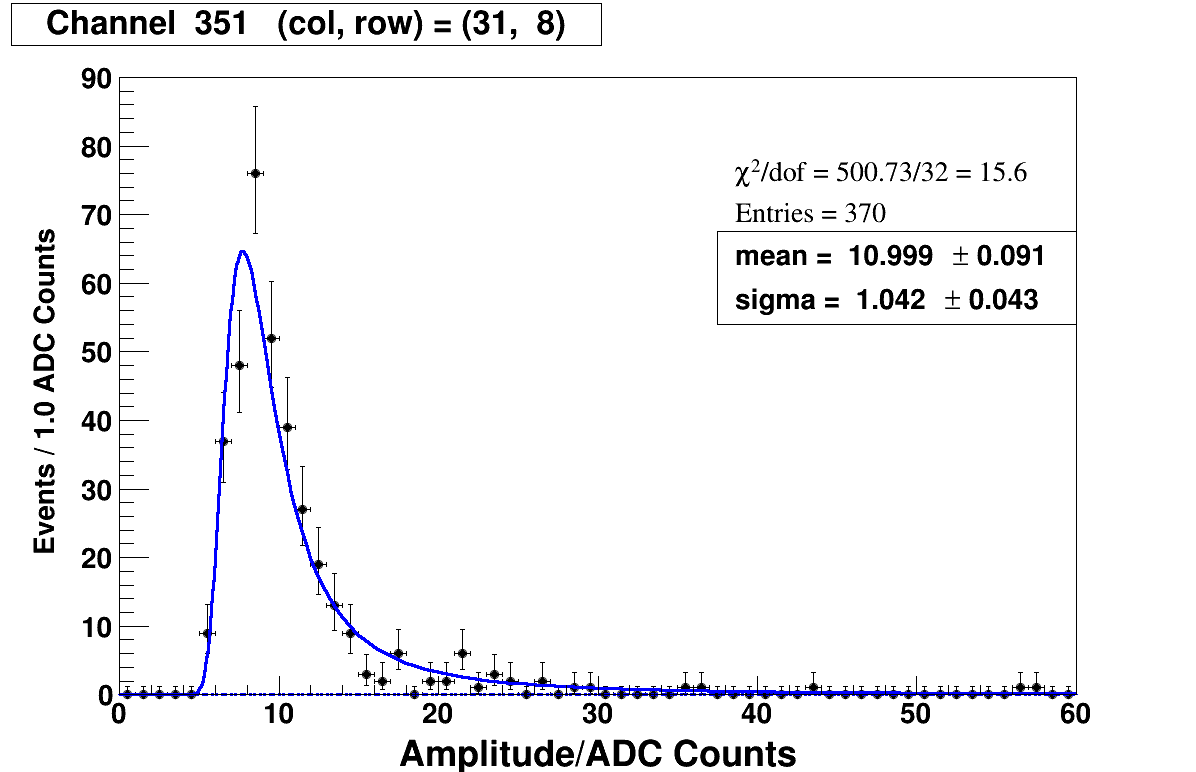 Channel 351 (col, row) = (31, 8)
90
80
70
60
50
40
30
20
10
0
Events / 1.0 ADC Counts
χ²/dof = 500.73/32 = 15.6
Entries = 370
mean = 10.999 ± 0.091
sigma = 1.042 ± 0.043
0 10 20 30 40 50 60
Amplitude/ADC Counts